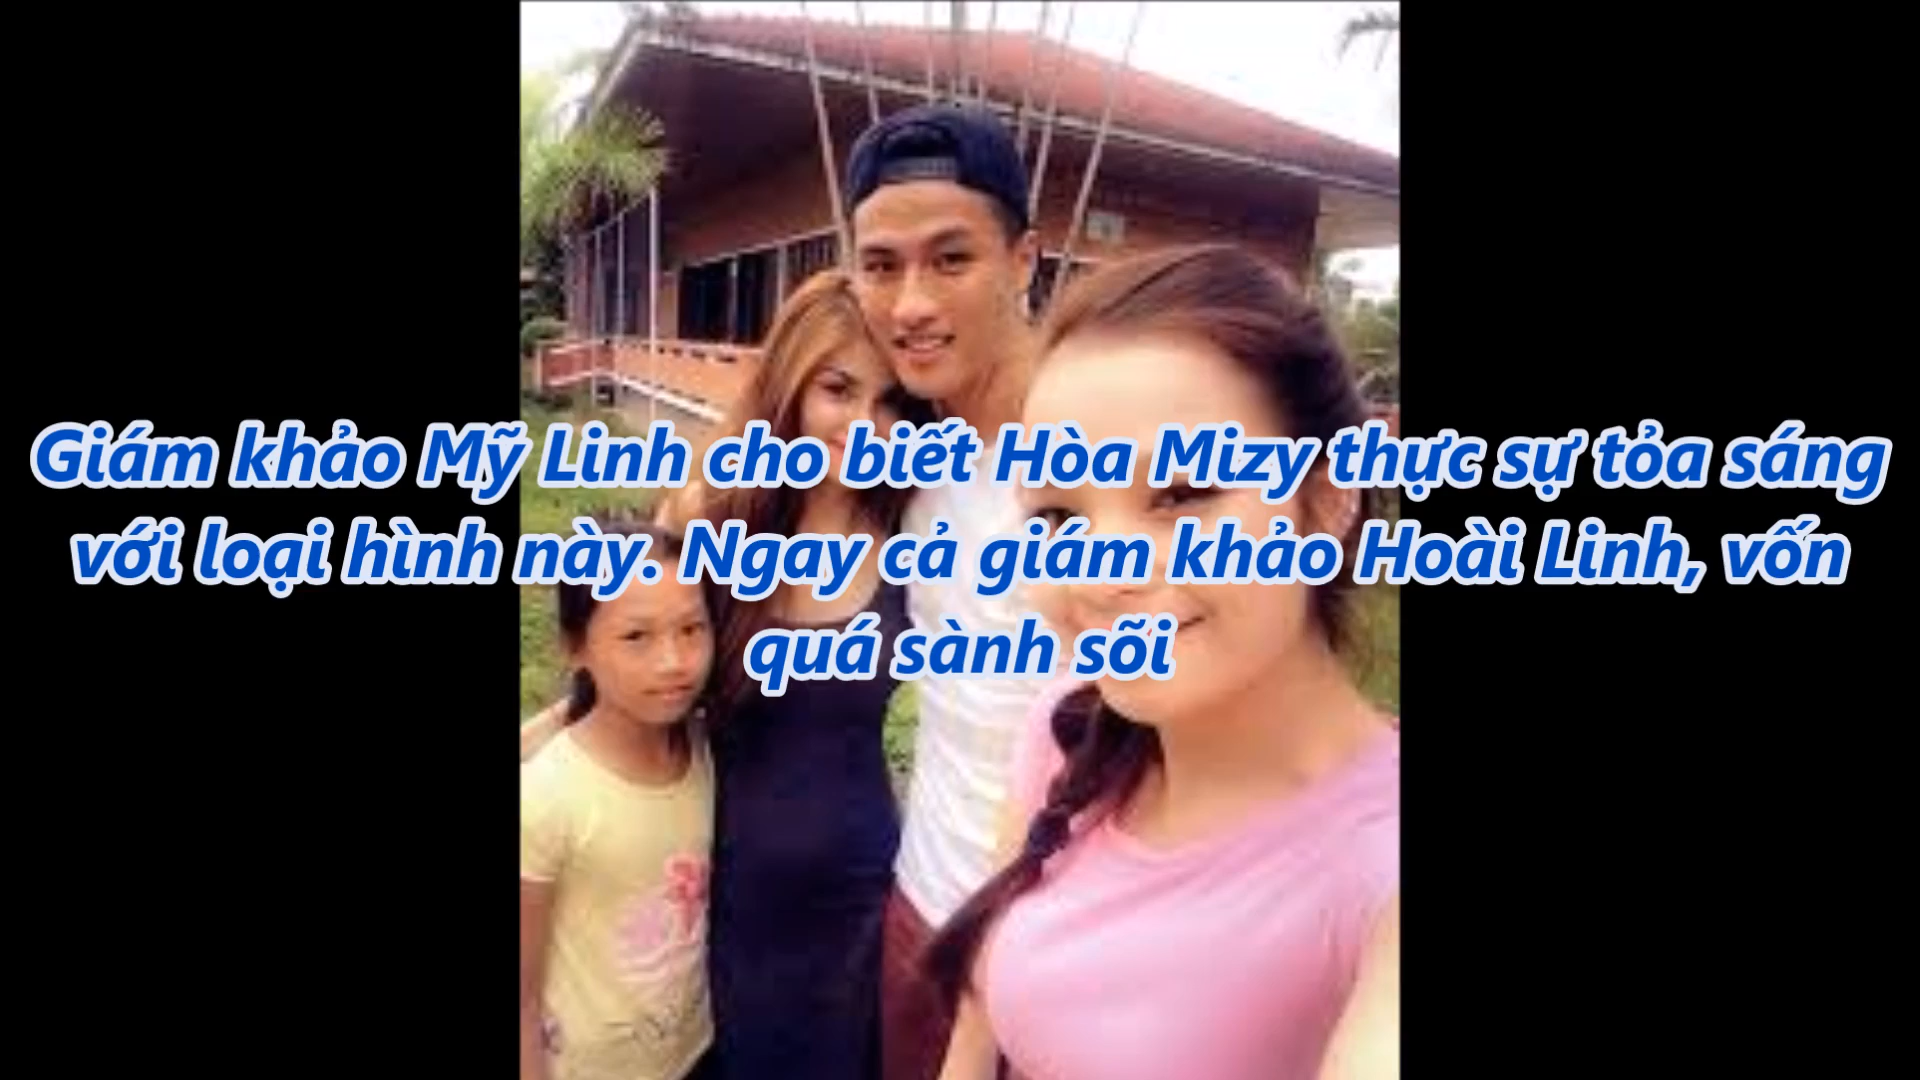 Giám khảo Mỹ Linh cho biết Hòa Mizy thực sự tỏa sáng
với loại hình này. Ngay cả giám khảo Hoài Linh, vốn
quá sành sõi